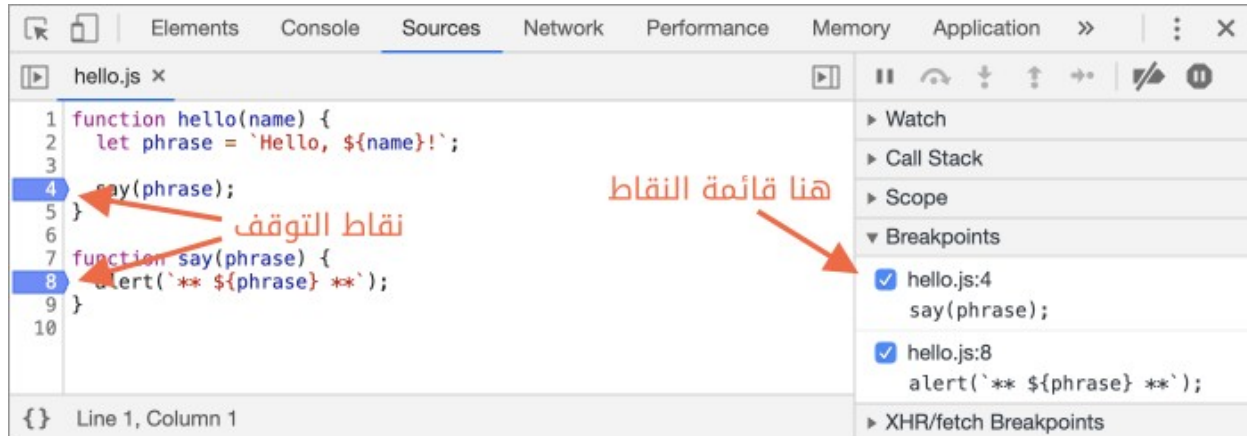 Elements Console Sources Network Performance Memory Application »
hello.js ×
1 function hello(name) {
2 let phrase = `Hello, ${name}!`;
3
4 say(phrase);
5 }
6
7 function say(phrase) {
8 alert(`** ${phrase} **`);
9 }
10
نقاط التوقف
هنا قائمة النقاط
{} Line 1, Column 1
Watch
Call Stack
Scope
Breakpoints
hello.js:4
say(phrase);
hello.js:8
alert(`** ${phrase} **`);
XHR/fetch Breakpoints